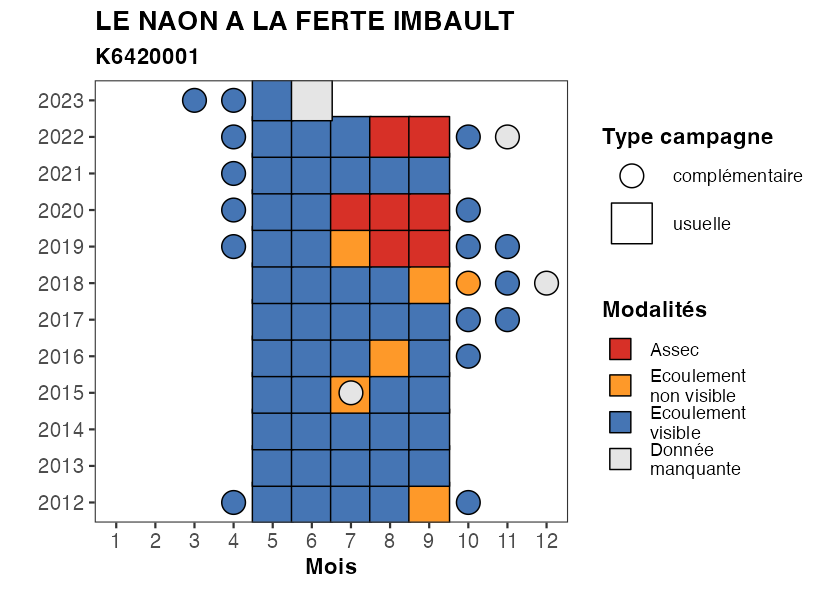 LE NAON A LA FERTE IMBAULT
K6420001
2023
2022
2021
2020
2019
2018
2017
2016
2015
2014
2013
2012
1 2 3 4 5 6 7 8 9 10 11 12
Mois
Type campagne
complémentaire
usuelle
Modalités
Assec
Ecoulement
non visible
Ecoulement
visible
Donnée
manquante